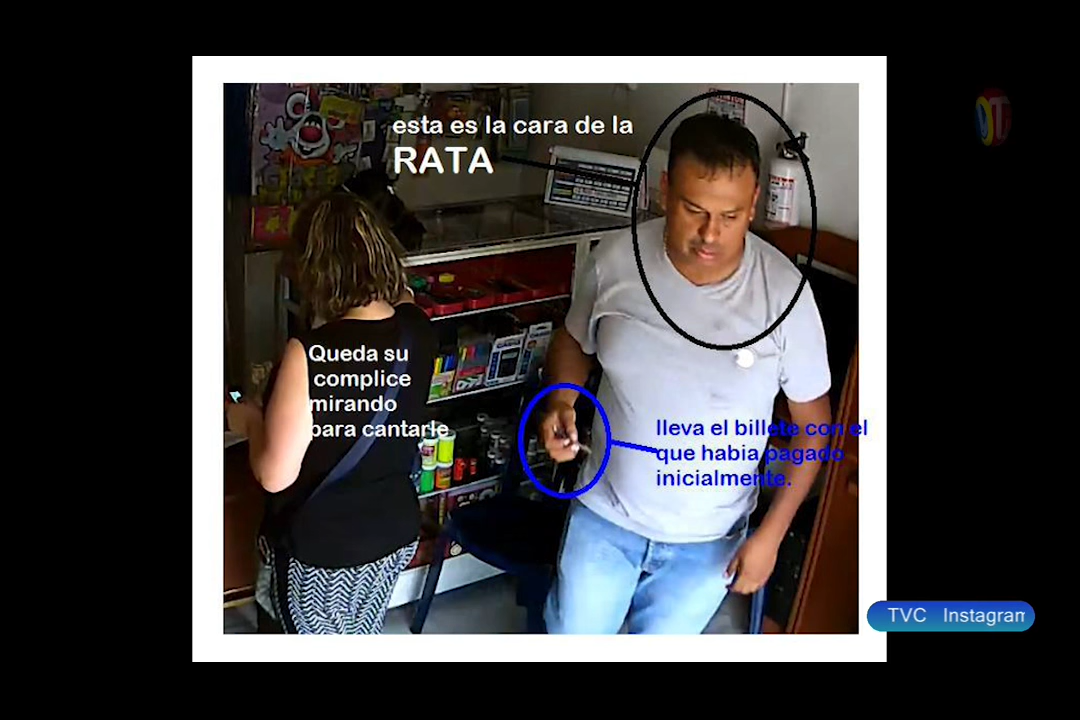 esta es la cara de la
RATA
Queda su
complice
mirando
para cantarle
lleva el billete con el
que habia pagado
inicialmente.
TVC Instagram